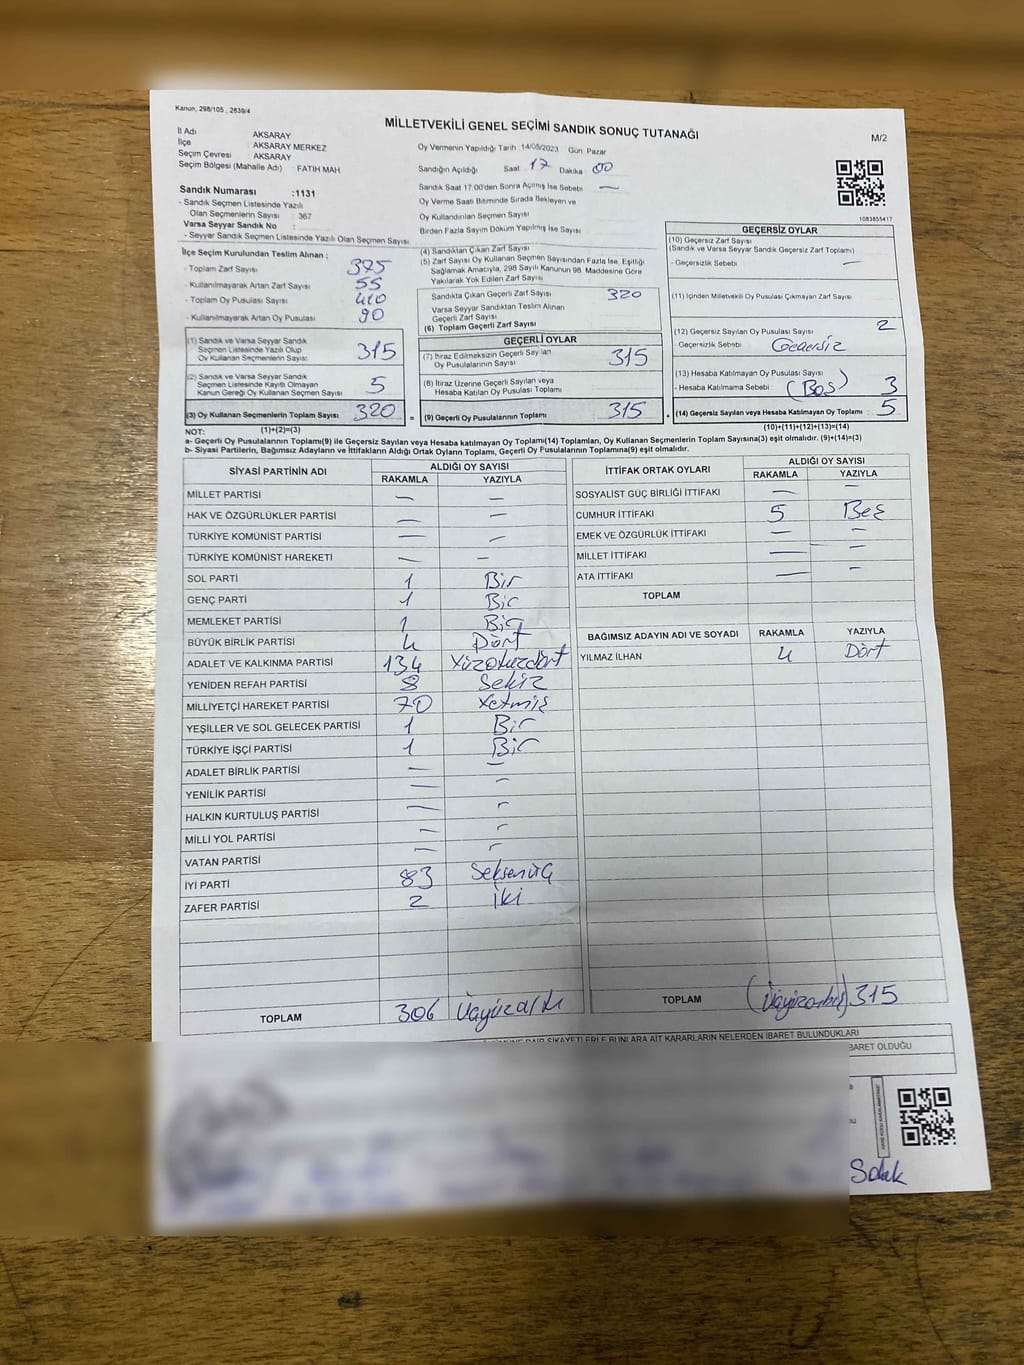 Kanun, 298/105 , 2839/4
MİLLETVEKİLİ GENEL SEÇİMİ SANDIK SONUÇ TUTANAĞI
M/2
İl Adı AKSARAY
İlçe AKSARAY MERKEZ
Seçim Çevresi AKSARAY
Seçim Bölgesi (Mahalle Adı) : FATİH MAH
Oy Vermenin Yapıldığı Tarih : 14/05/2023 Gün Pazar
Sandığın Açıldığı Saat 17 Dakika 00
Sandık Saat 17:00'den Sonra Açılmış İse Sebebi —
Oy Verme Saati Bitiminde Sırada Bekleyen ve
Oy Kullandırılan Seçmen Sayısı
Birden Fazla Sayım Döküm Yapılmış İse Sayısı
Sandık Numarası :1131
- Sandık Seçmen Listesinde Yazılı
Olan Seçmenlerin Sayısı : 367
Varsa Seyyar Sandık No :
- Seyyar Sandık Seçmen Listesinde Yazılı Olan Seçmen Sayısı
1083855417
İlçe Seçim Kurulundan Teslim Alınan ;
- Toplam Zarf Sayısı 375
- Kullanılmayarak Artan Zarf Sayısı 55
- Toplam Oy Pusulası Sayısı 410
- Kullanılmayarak Artan Oy Pusulası 90
(4) Sandıktan Çıkan Zarf Sayısı
(5) Zarf Sayısı Oy Kullanan Seçmen Sayısından Fazla İse, Eşitliği
Sağlamak Amacıyla, 298 Sayılı Kanunun 98. Maddesine Göre
Yakılarak Yok Edilen Zarf Sayısı
Sandıkta Çıkan Geçerli Zarf Sayısı 320
Varsa Seyyar Sandıktan Teslim Alınan
Geçerli Zarf Sayısı
(6) Toplam Geçerli Zarf Sayısı
GEÇERSİZ OYLAR
(10) Geçersiz Zarf Sayısı
(Sandık ve Varsa Seyyar Sandık Geçersiz Zarf Toplamı)
- Geçersizlik Sebebi : —
(11) İçinden Milletvekili Oy Pusulası Çıkmayan Zarf Sayısı
(12) Geçersiz Sayılan Oy Pusulası Sayısı 2
- Geçersizlik Sebebi : Geçersiz
(13) Hesaba Katılmayan Oy Pusulası Sayısı
- Hesaba Katılmama Sebebi : (Boş) 3
(14) Geçersiz Sayılan veya Hesaba Katılmayan Oy Toplamı 5
(10)+(11)+(12)+(13)=(14)
(1) Sandık ve Varsa Seyyar Sandık
Seçmen Listesinde Yazılı Olup
Oy Kullanan Seçmenlerin Sayısı 315
(2) Sandık ve Varsa Seyyar Sandık
Seçmen Listesinde Kayıtlı Olmayan
Kanun Gereği Oy Kullanan Seçmenlerin Sayısı 5
(3) Oy Kullanan Seçmenlerin Toplam Sayısı 320 =
(1)+(2)=(3)
GEÇERLİ OYLAR
(7) İtiraz Edilmeksizin Geçerli Sayılan
Oy Pusulalarının Sayısı 315
(8) İtiraz Üzerine Geçerli Sayılan veya
Hesaba Katılan Oy Pusulası Toplamı
(9) Geçerli Oy Pusulalarının Toplamı 315 +
NOT:
a- Geçerli Oy Pusulalarının Toplamı(9) ile Geçersiz Sayılan veya Hesaba katılmayan Oy Toplamı(14) Toplamları, Oy Kullanan Seçmenlerin Toplam Sayısına(3) eşit olmalıdır. (9)+(14)=(3)
b- Siyasi Partilerin, Bağımsız Adayların ve İttifakların Aldığı Ortak Oyların Toplamı, Geçerli Oy Pusulalarının Toplamına(9) eşit olmalıdır.
SİYASİ PARTİNİN ADI ALDIĞI OY SAYISI
RAKAMLA YAZIYLA
MİLLET PARTİSİ — —
HAK VE ÖZGÜRLÜKLER PARTİSİ — —
TÜRKİYE KOMÜNİST PARTİSİ — —
TÜRKİYE KOMÜNİST HAREKETİ — —
SOL PARTİ 1 Bir
GENÇ PARTİ 1 Bir
MEMLEKET PARTİSİ 1 Bir
BÜYÜK BİRLİK PARTİSİ 4 Dört
ADALET VE KALKINMA PARTİSİ 134 Yüzotuzdört
YENİDEN REFAH PARTİSİ 8 Sekiz
MİLLİYETÇİ HAREKET PARTİSİ 70 Yetmiş
YEŞİLLER VE SOL GELECEK PARTİSİ 1 Bir
TÜRKİYE İŞÇİ PARTİSİ 1 Bir
ADALET BİRLİK PARTİSİ — —
YENİLİK PARTİSİ — —
HALKIN KURTULUŞ PARTİSİ — —
MİLLİ YOL PARTİSİ — —
VATAN PARTİSİ — —
İYİ PARTİ 83 Seksenüç
ZAFER PARTİSİ 2 İki
TOPLAM 306 Üçyüzaltı
İTTİFAK ORTAK OYLARI ALDIĞI OY SAYISI
RAKAMLA YAZIYLA
SOSYALİST GÜÇ BİRLİĞİ İTTİFAKI — —
CUMHUR İTTİFAKI 5 Beş
EMEK VE ÖZGÜRLÜK İTTİFAKI — —
MİLLET İTTİFAKI — —
ATA İTTİFAKI — —
TOPLAM
BAĞIMSIZ ADAYIN ADI VE SOYADI RAKAMLA YAZIYLA
YILMAZ İLHAN 4 Dört
TOPLAM (Üçyüzonbeş) 315
DAİR ŞİKAYETLERLE BUNLARA AİT KARARLARIN NELERDEN İBARET BULUNDUKLARI
BARET OLDUĞU